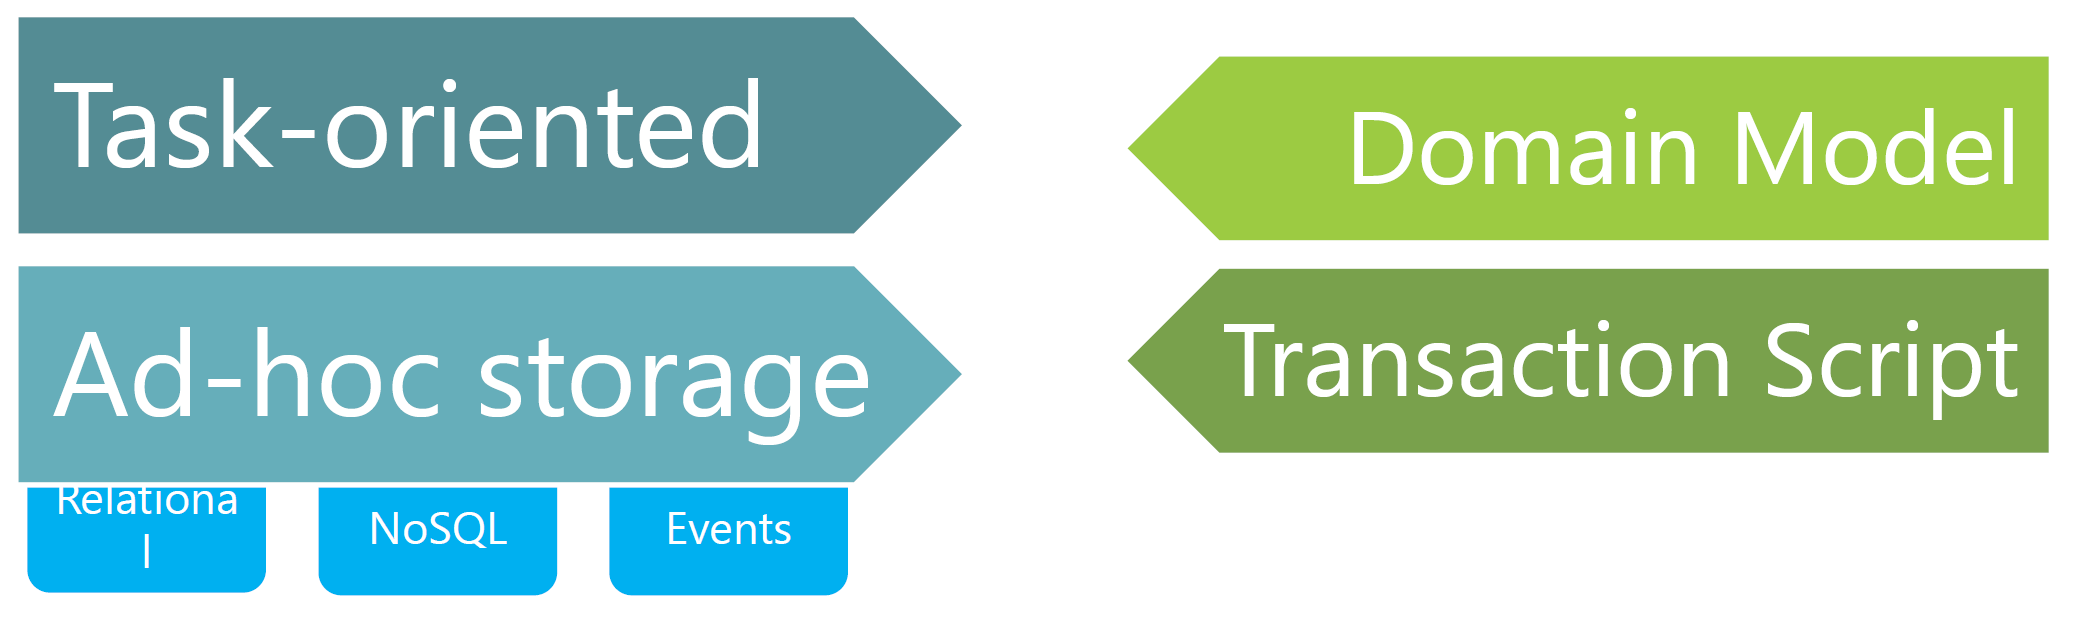 Task-oriented
Domain Model
Ad-hoc storage
Transaction Script
Relationa
l
NoSQL
Events